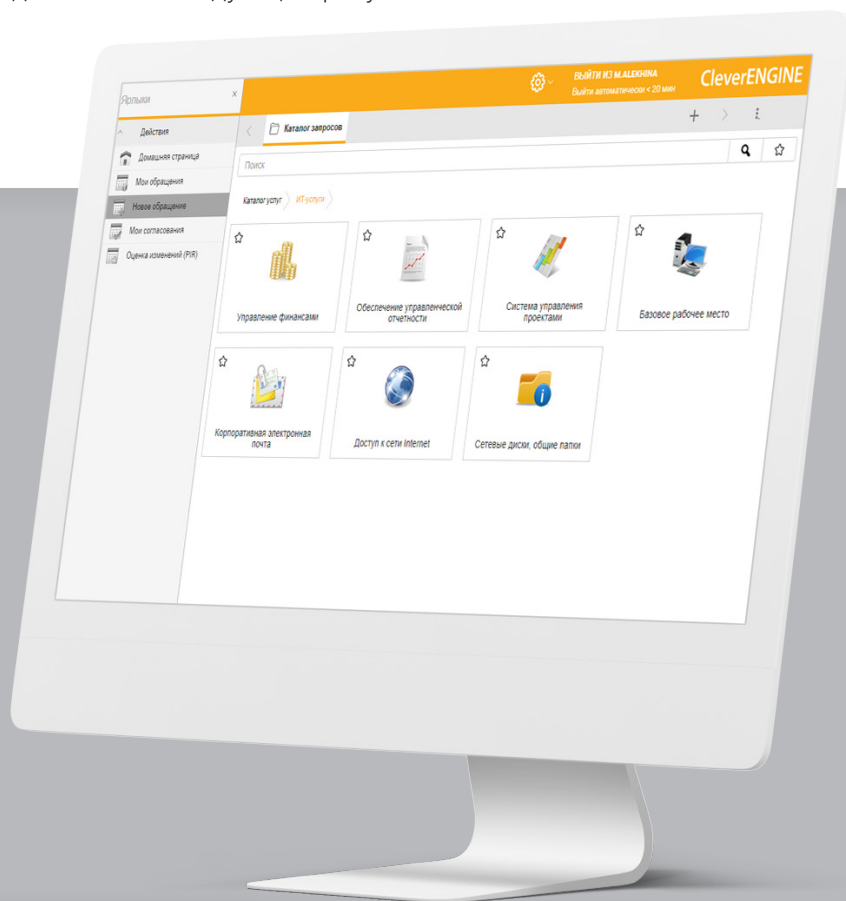 Ярлыки ×
ВЫЙТИ ИЗ M.ALEKHINA
Выйти автоматически < 20 мин
CleverENGINE
Действия
Каталог запросов
Домашняя страница
Поиск
Мои обращения
Каталог услуг
ИТ-услуги
Новое обращение
Мои согласования
Оценка изменений (PIR)
Управление финансами
Обеспечение управленческой
отчетности
Система управления
проектами
Базовое рабочее место
Корпоративная электронная
почта
Доступ к сети Internet
Сетевые диски, общие папки